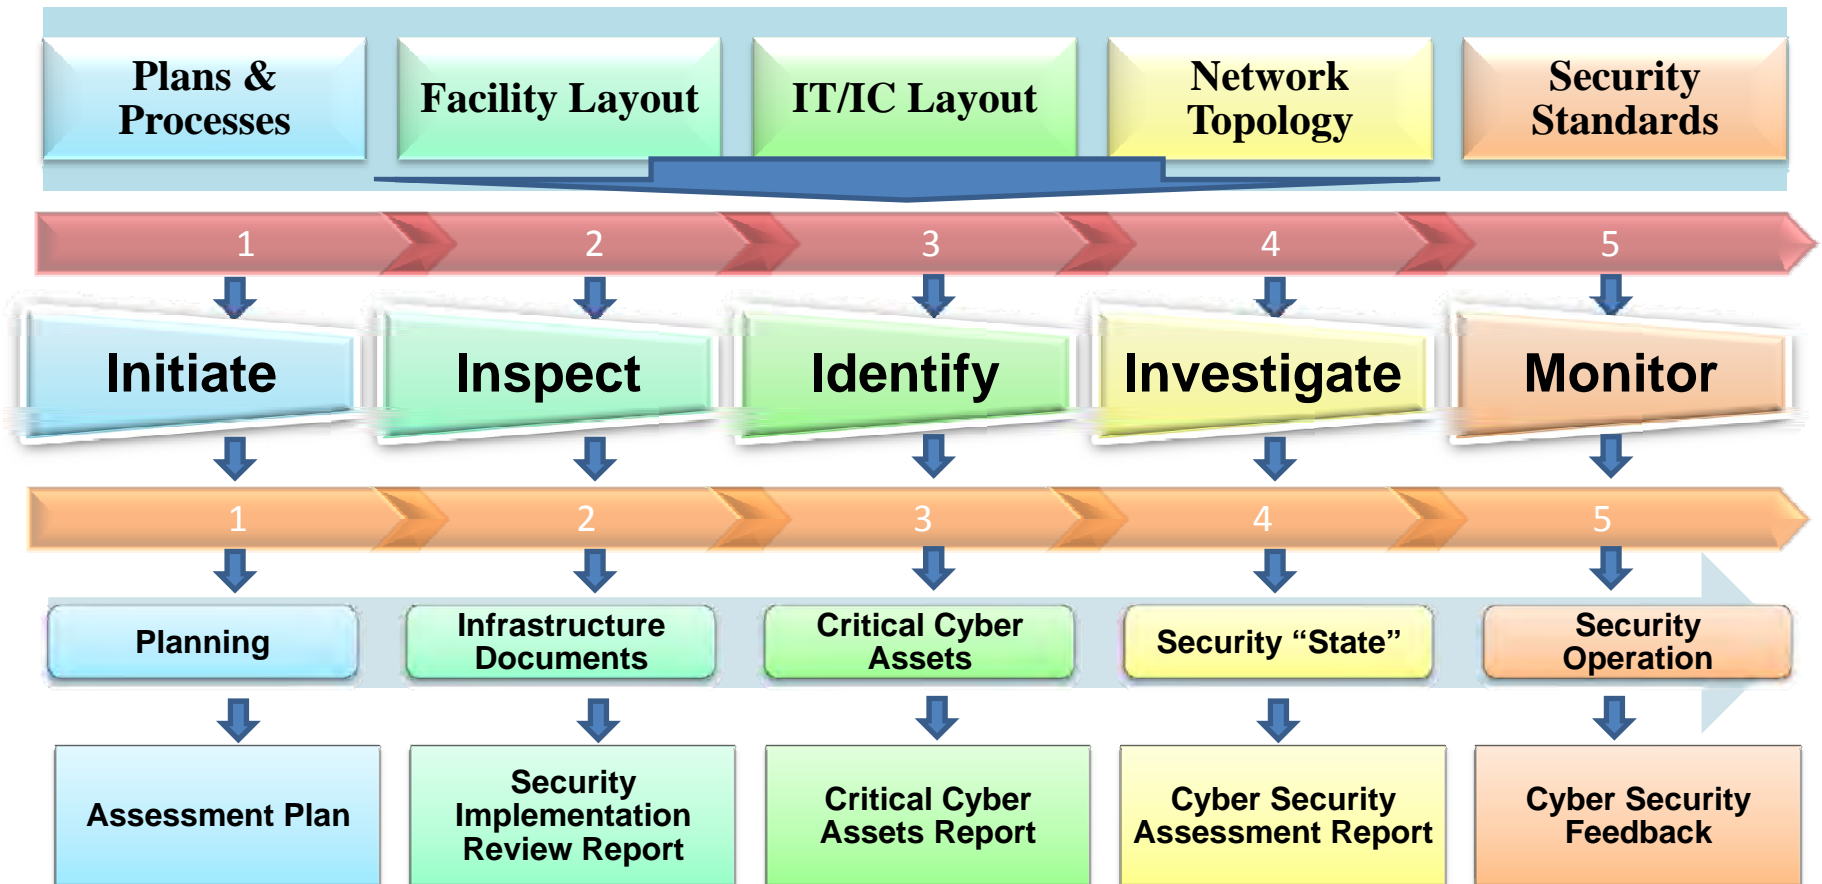 Plans &
Processes
Facility Layout
IT/IC Layout
Network
Topology
Security
Standards
1
2
3
4
5
Initiate
Inspect
Identify
Investigate
Monitor
1
2
3
4
5
Planning
Infrastructure
Documents
Critical Cyber
Assets
Security “State”
Security
Operation
Assessment Plan
Security
Implementation
Review Report
Critical Cyber
Assets Report
Cyber Security
Assessment Report
Cyber Security
Feedback